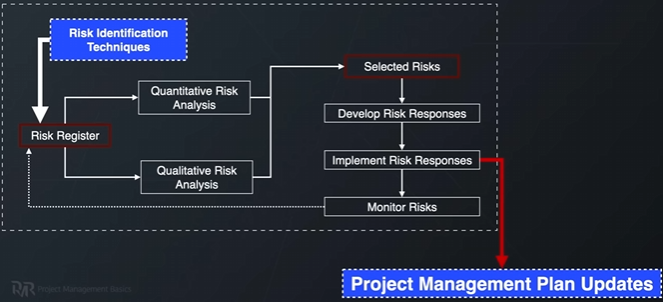 Risk Identification
Techniques
Selected Risks
Quantitative Risk
Analysis
Develop Risk Responses
Risk Register
Implement Risk Responses
Qualitative Risk
Analysis
Monitor Risks
Project Management Plan Updates
Project Management Basics